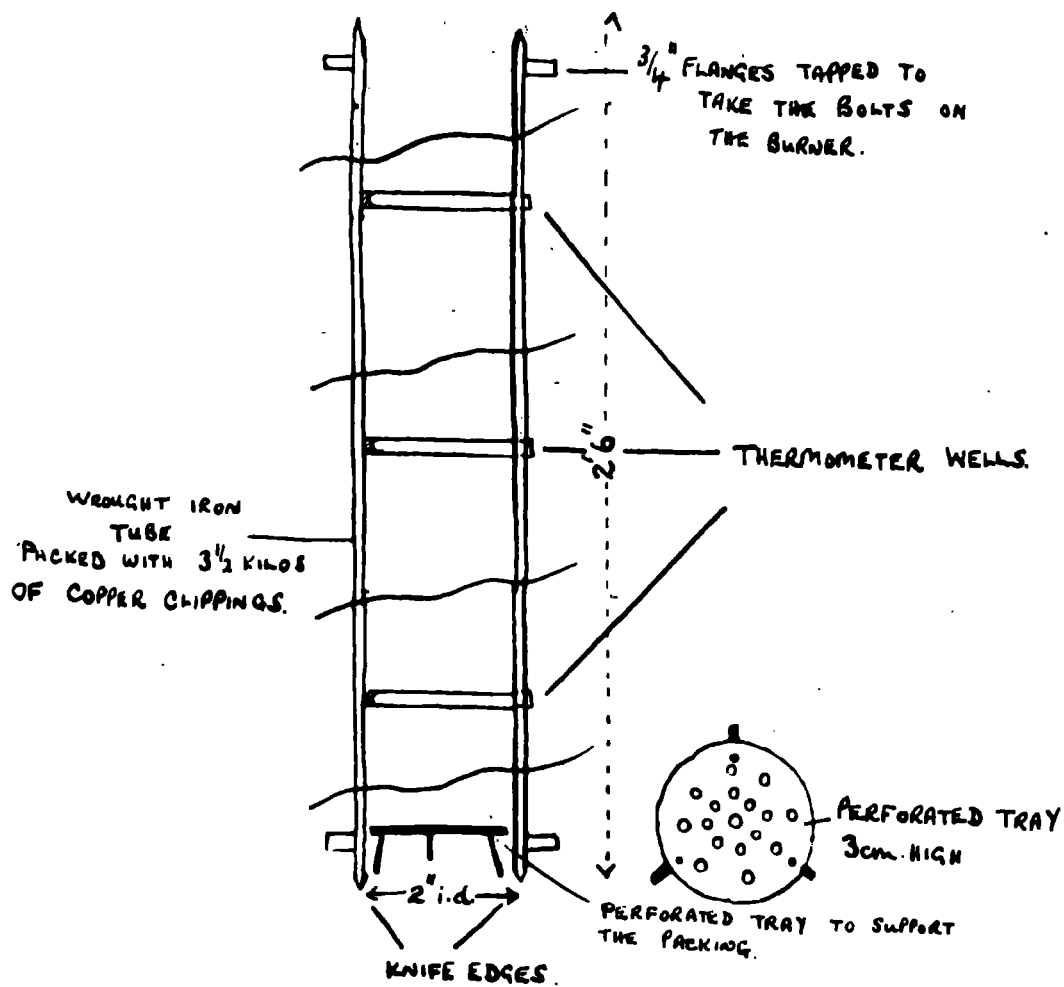 3/4" FLANGES TAPPED TO
TAKE THE BOLTS ON
THE BURNER.
2'6"
THERMOMETER WELLS.
WROUGHT IRON
TUBE
PACKED WITH 3 1/2 KILOS
OF COPPER CLIPPINGS.
PERFORATED TRAY
3cm. HIGH
2" i.d.
PERFORATED TRAY TO SUPPORT
THE PACKING.
KNIFE EDGES.